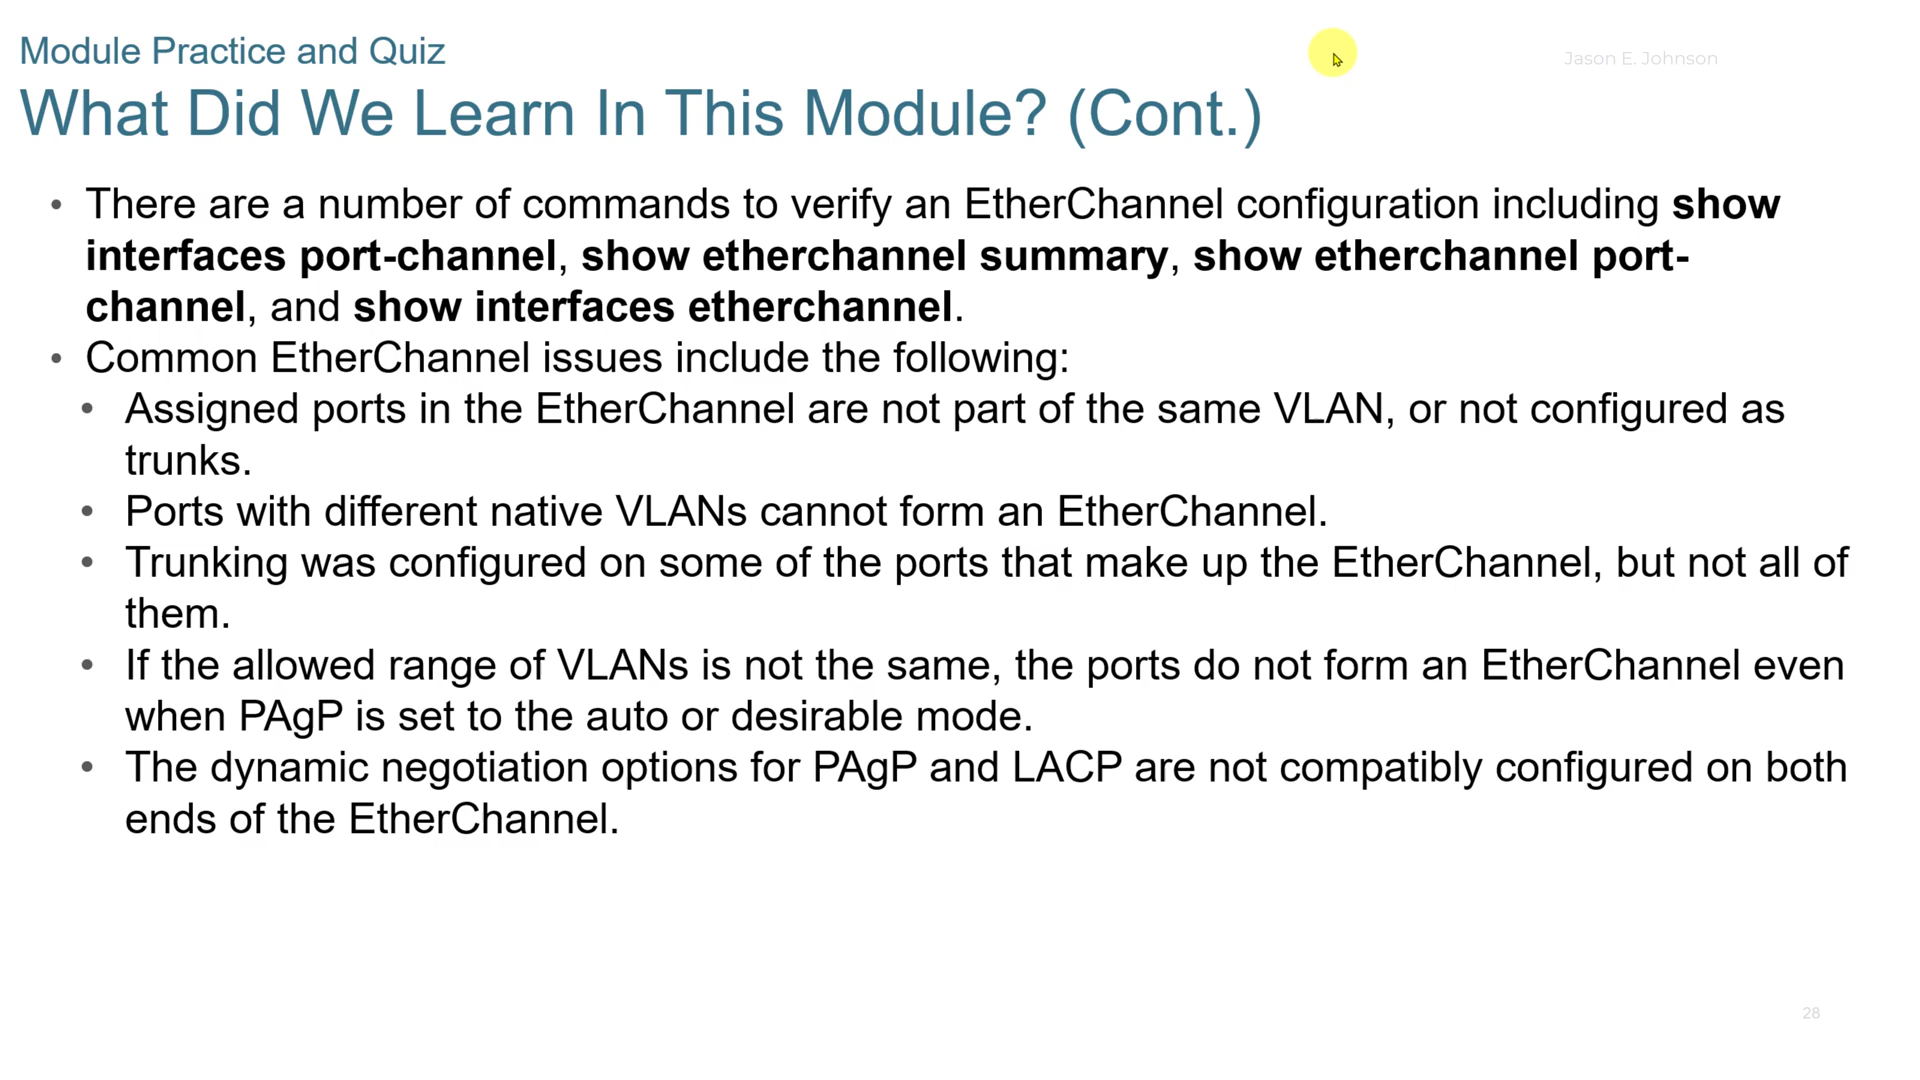 Module Practice and Quiz
Jason E. Johnson
What Did We Learn In This Module? (Cont.)
• There are a number of commands to verify an EtherChannel configuration including show
interfaces port-channel, show etherchannel summary, show etherchannel port-
channel, and show interfaces etherchannel.
• Common EtherChannel issues include the following:
• Assigned ports in the EtherChannel are not part of the same VLAN, or not configured as
trunks.
• Ports with different native VLANs cannot form an EtherChannel.
• Trunking was configured on some of the ports that make up the EtherChannel, but not all of
them.
• If the allowed range of VLANs is not the same, the ports do not form an EtherChannel even
when PAgP is set to the auto or desirable mode.
• The dynamic negotiation options for PAgP and LACP are not compatibly configured on both
ends of the EtherChannel.
28